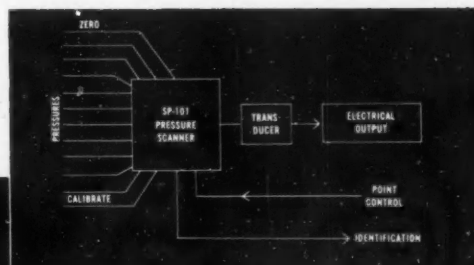 ZERO
PRESSURES
SP-101
PRESSURE
SCANNER
TRANS-
DUCER
ELECTRICAL
OUTPUT
CALIBRATE
POINT
CONTROL
IDENTIFICATION